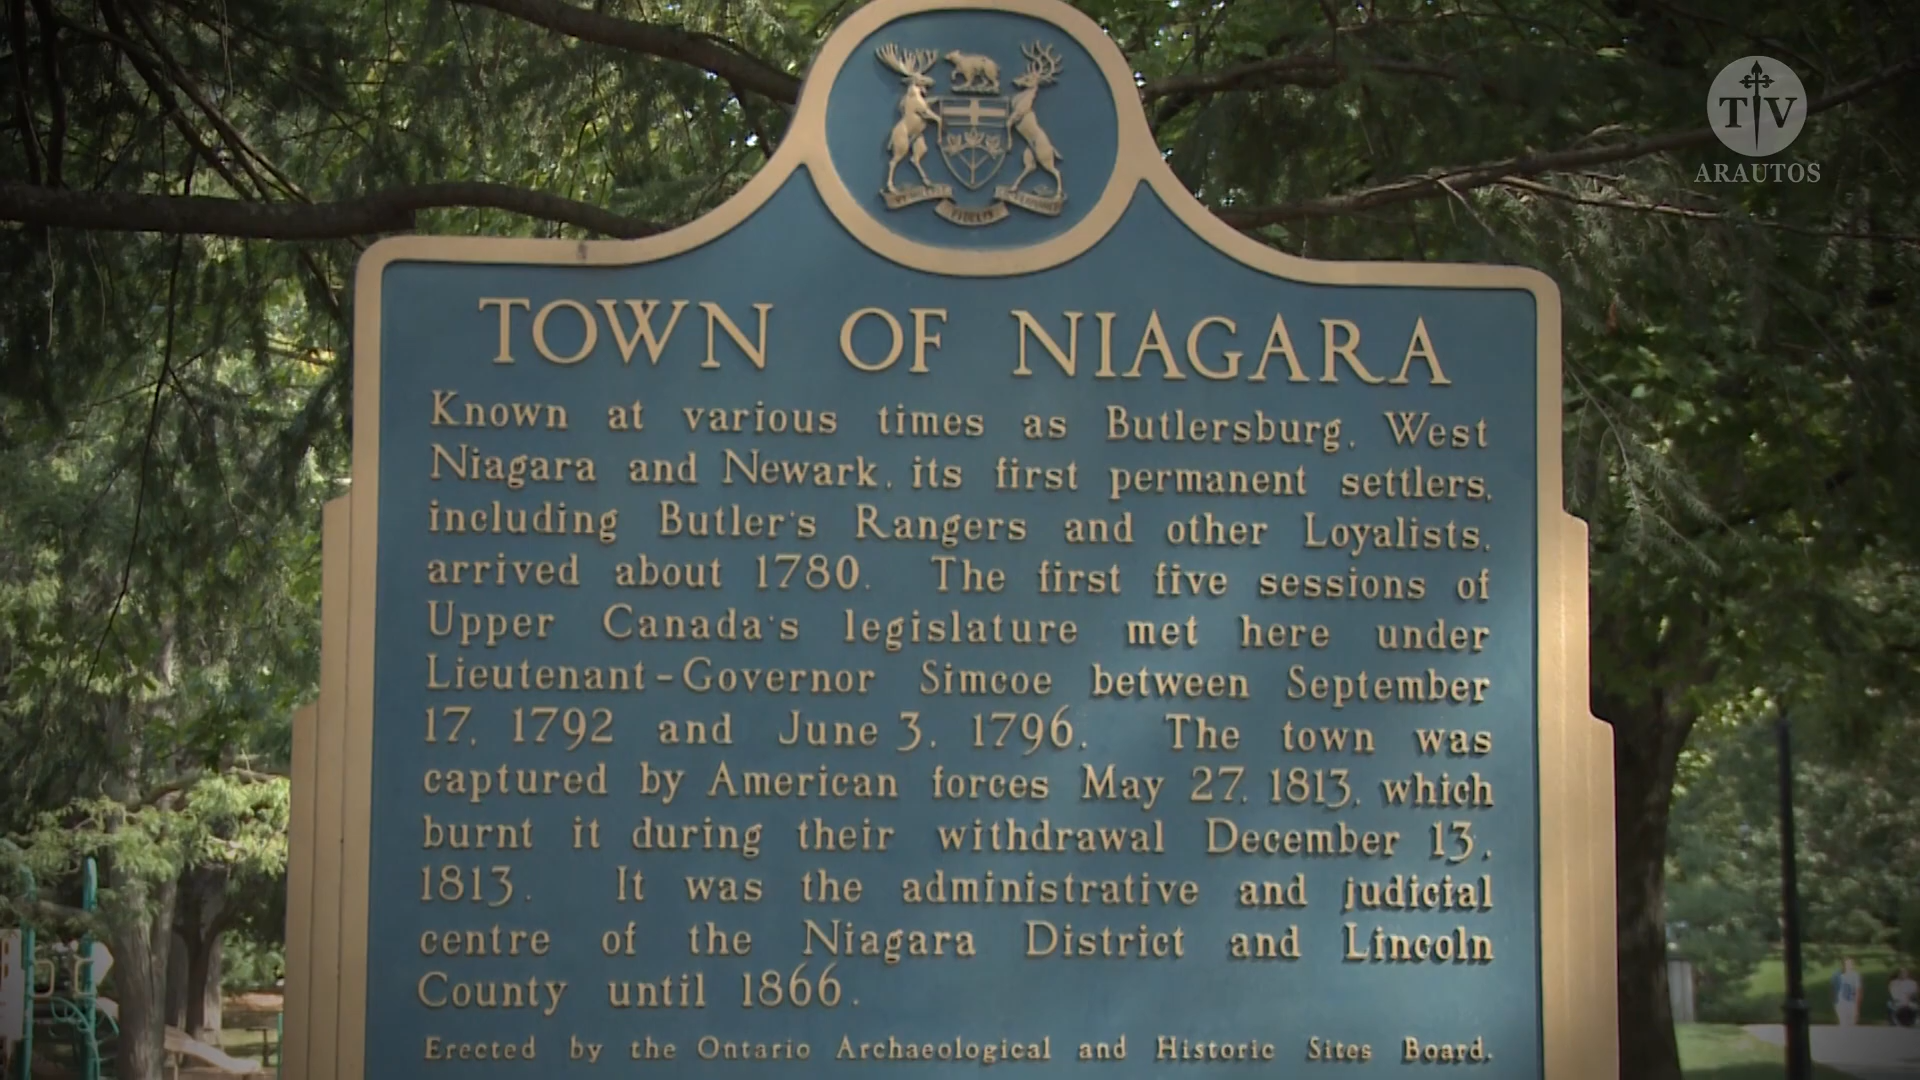 TV
ARAUTOS
TOWN OF NIAGARA
Known at various times as Butlersburg, West
Niagara and Newark, its first permanent settlers,
including Butler's Rangers and other Loyalists,
arrived about 1780. The first five sessions of
Upper Canada's legislature met here under
Lieutenant-Governor Simcoe between September
17, 1792 and June 3, 1796. The town was
captured by American forces May 27, 1813, which
burnt it during their withdrawal December 13,
1813. It was the administrative and judicial
centre of the Niagara District and Lincoln
County until 1866.
Erected by the Ontario Archaeological and Historic Sites Board.